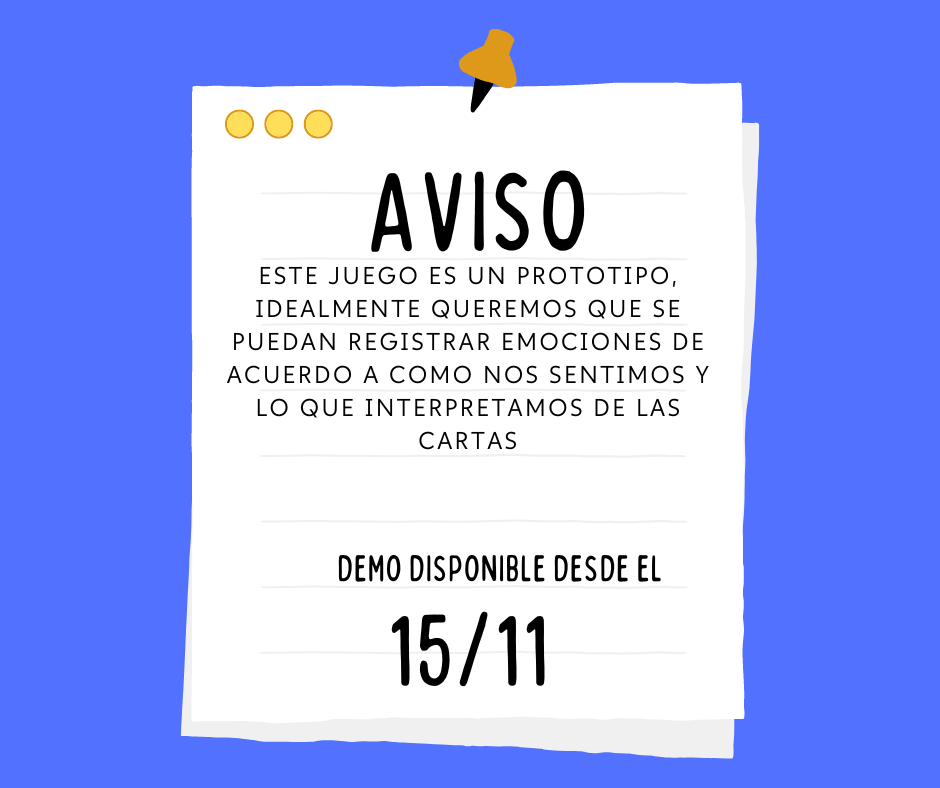 AVISO
ESTE JUEGO ES UN PROTOTIPO,
IDEALMENTE QUEREMOS QUE SE
PUEDAN REGISTRAR EMOCIONES DE
ACUERDO A COMO NOS SENTIMOS Y
LO QUE INTERPRETAMOS DE LAS
CARTAS
DEMO DISPONIBLE DESDE EL
15/11